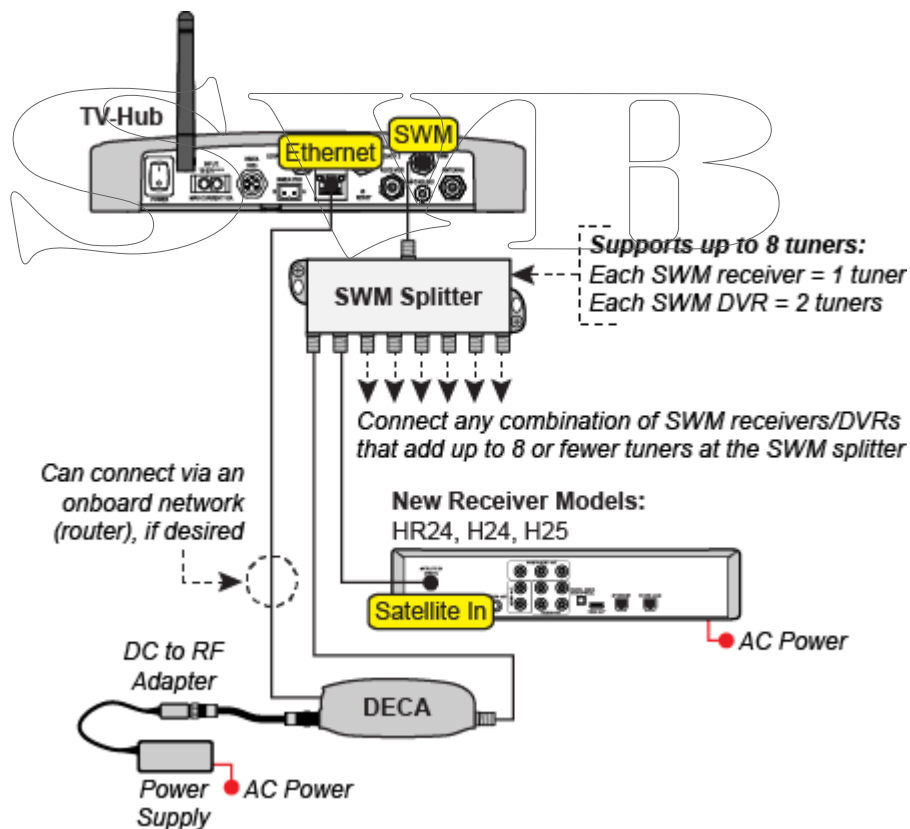 SWTB
TV-Hub
Ethernet
SWM
POWER
SWM Splitter
Supports up to 8 tuners:
Each SWM receiver = 1 tuner
Each SWM DVR = 2 tuners
Connect any combination of SWM receivers/DVRs
that add up to 8 or fewer tuners at the SWM splitter
Can connect via an
onboard network
(router), if desired
New Receiver Models:
HR24, H24, H25
Satellite In
AC Power
DC to RF
Adapter
DECA
Power
Supply
AC Power